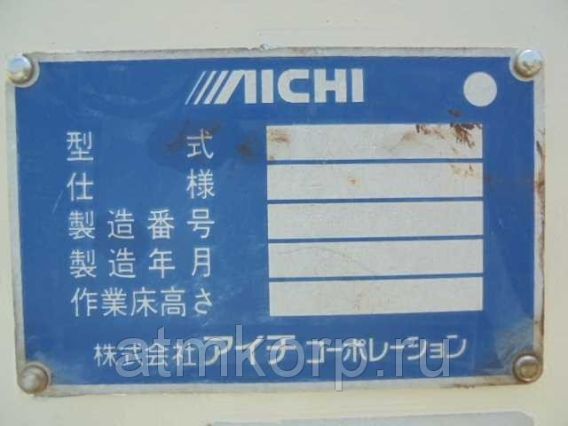 AICHI
型式
仕様
製造番号
製造年月
作業床高さ
株式会社 アイチ コーポレーション
atmkorp.ru